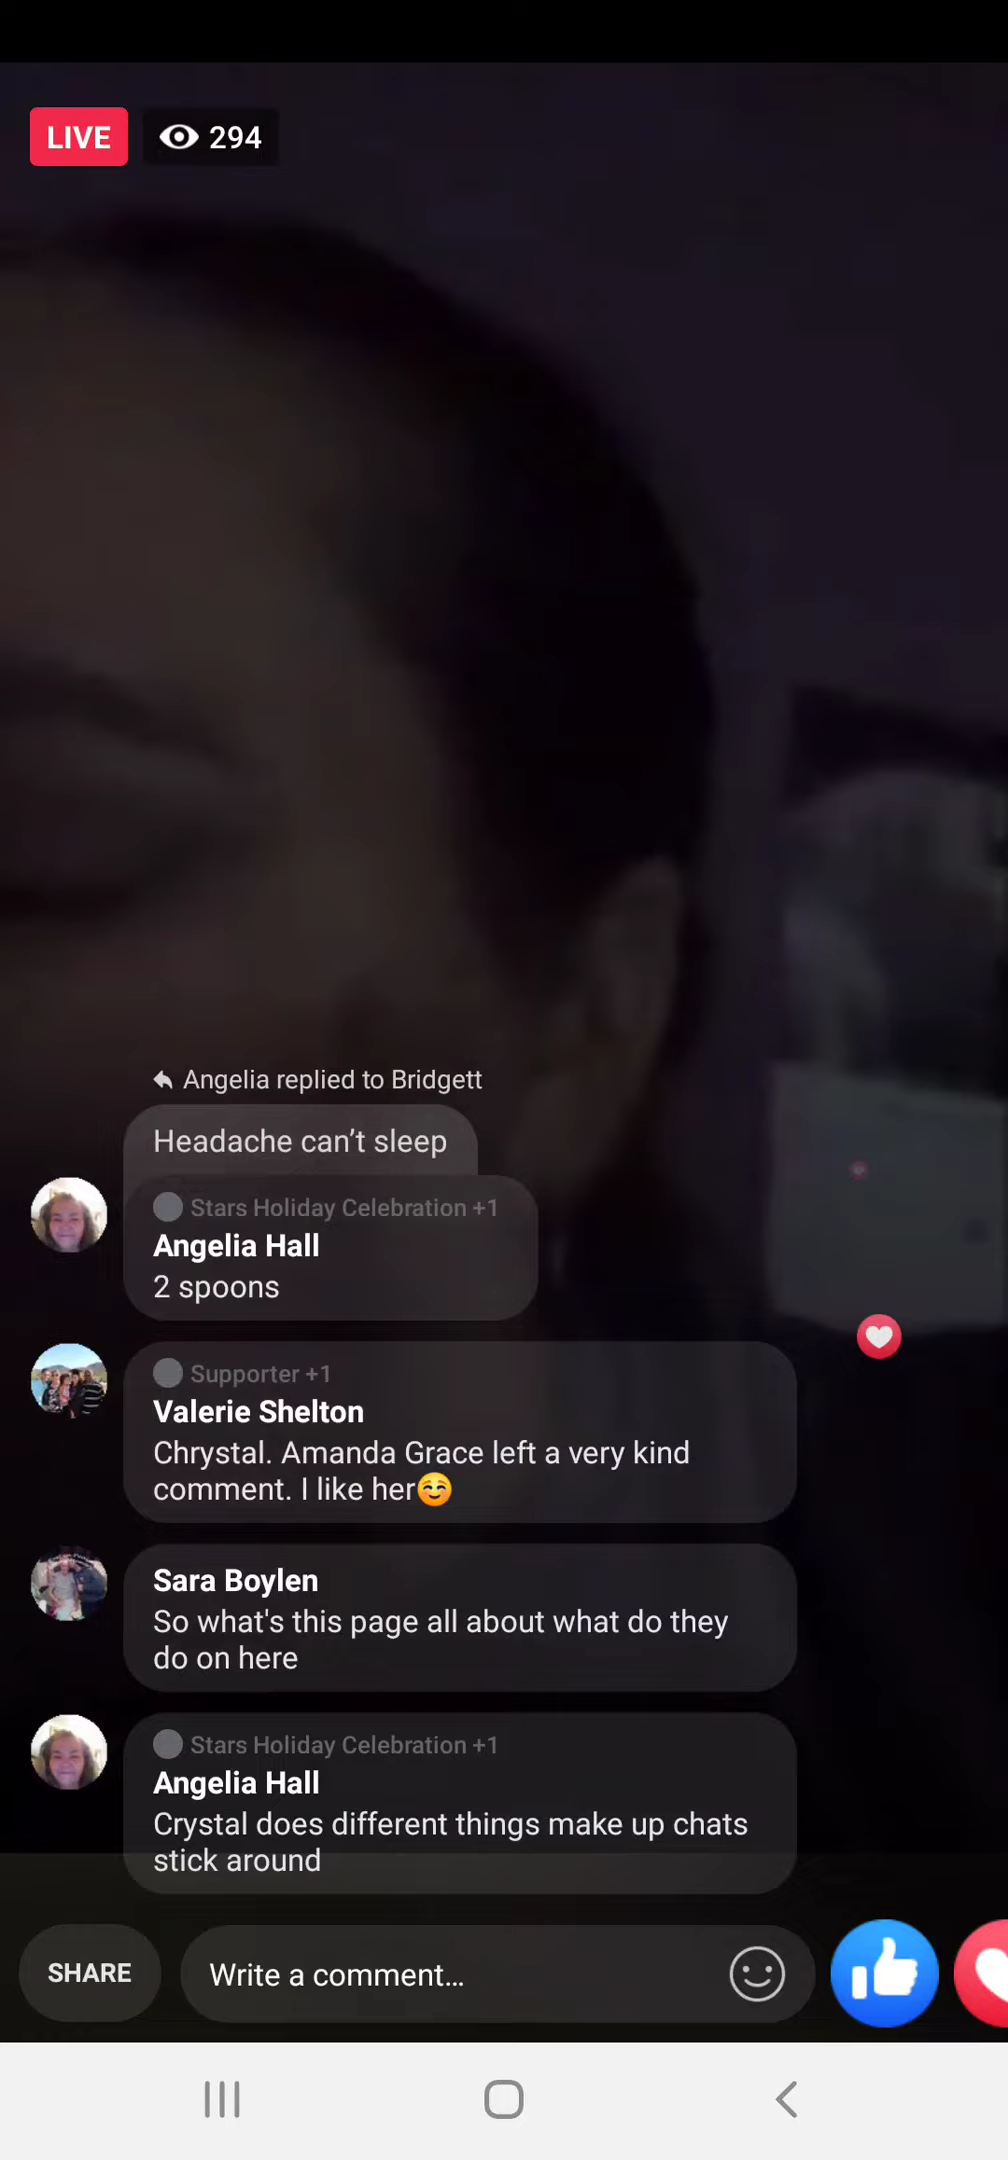 LIVE 294
Angelia replied to Bridgett
Headache can't sleep
Stars Holiday Celebration +1
Angelia Hall
2 spoons
Supporter +1
Valerie Shelton
Chrystal. Amanda Grace left a very kind
comment. I like her☺️
Sara Boylen
So what's this page all about what do they
do on here
Stars Holiday Celebration +1
Angelia Hall
Crystal does different things make up chats
stick around
SHARE Write a comment...